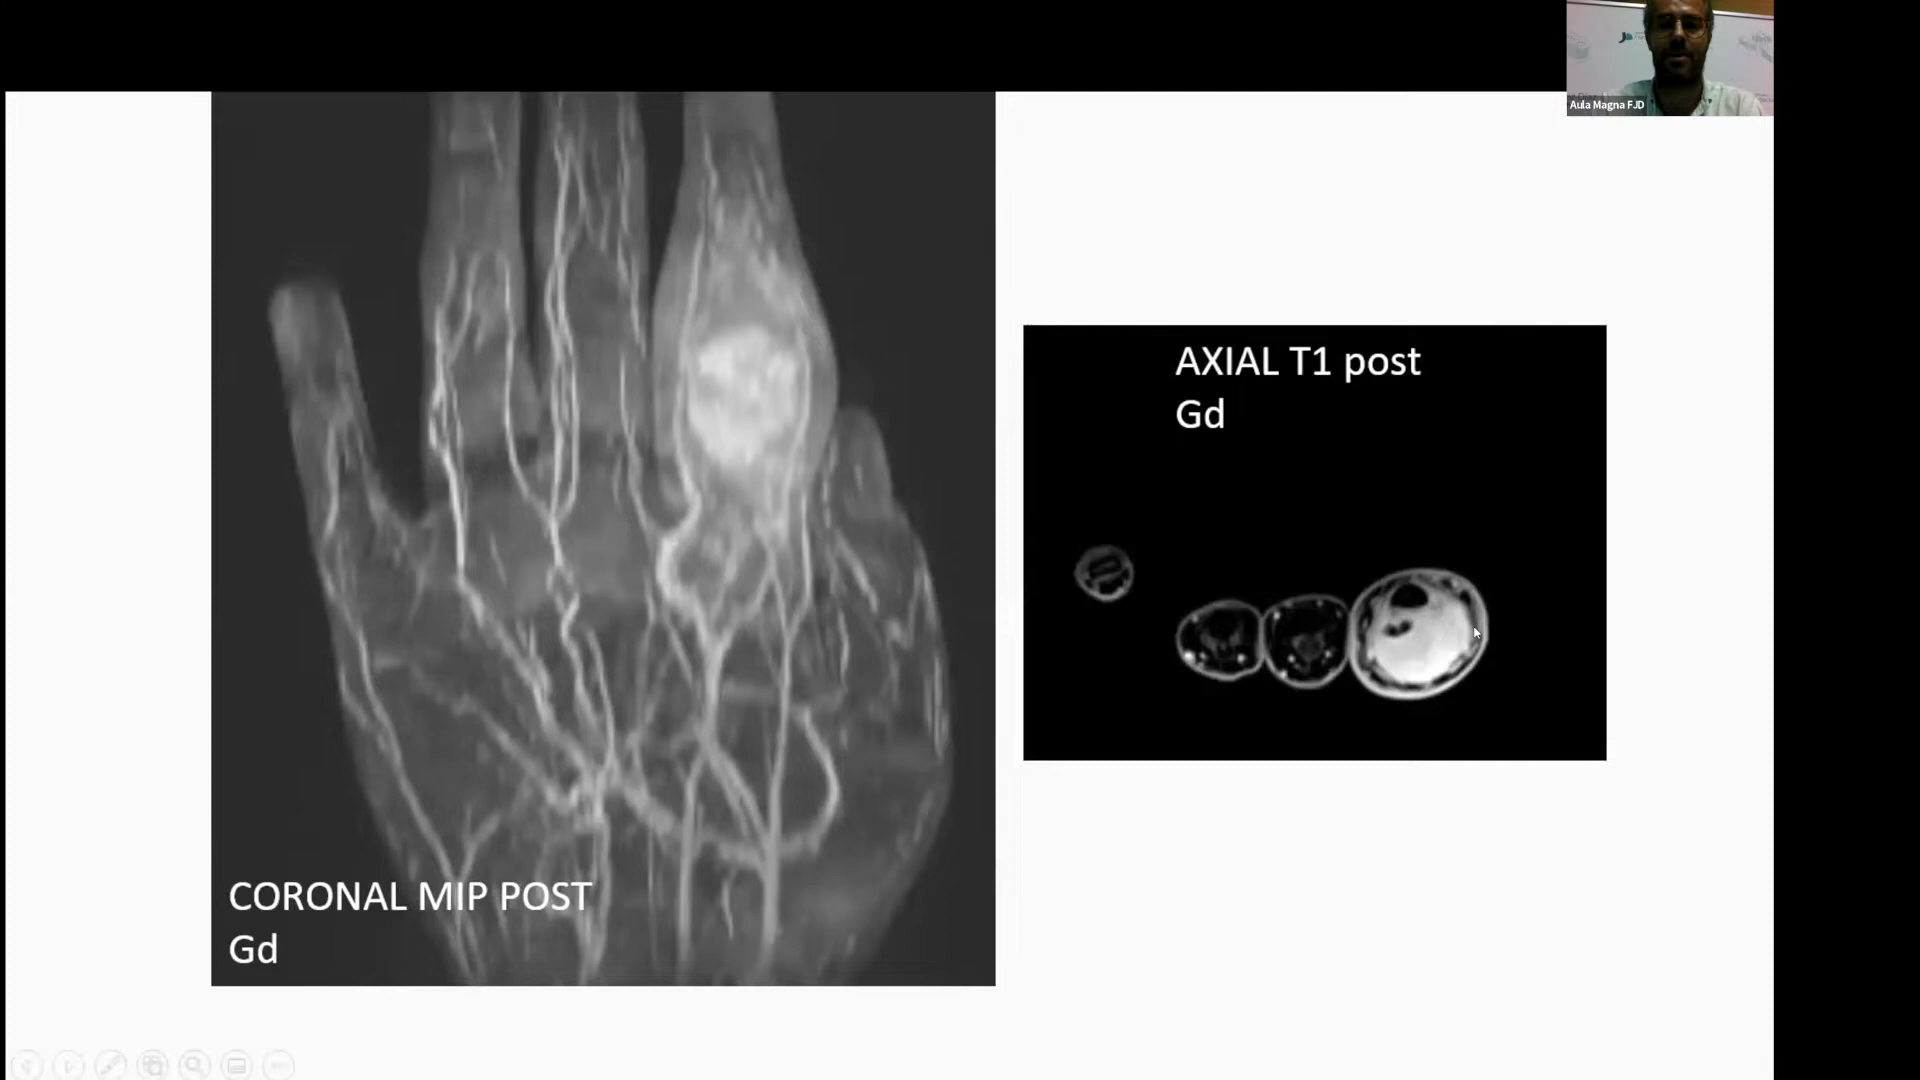 Aula Magna FJD
AXIAL T1 post
Gd
CORONAL MIP POST
Gd